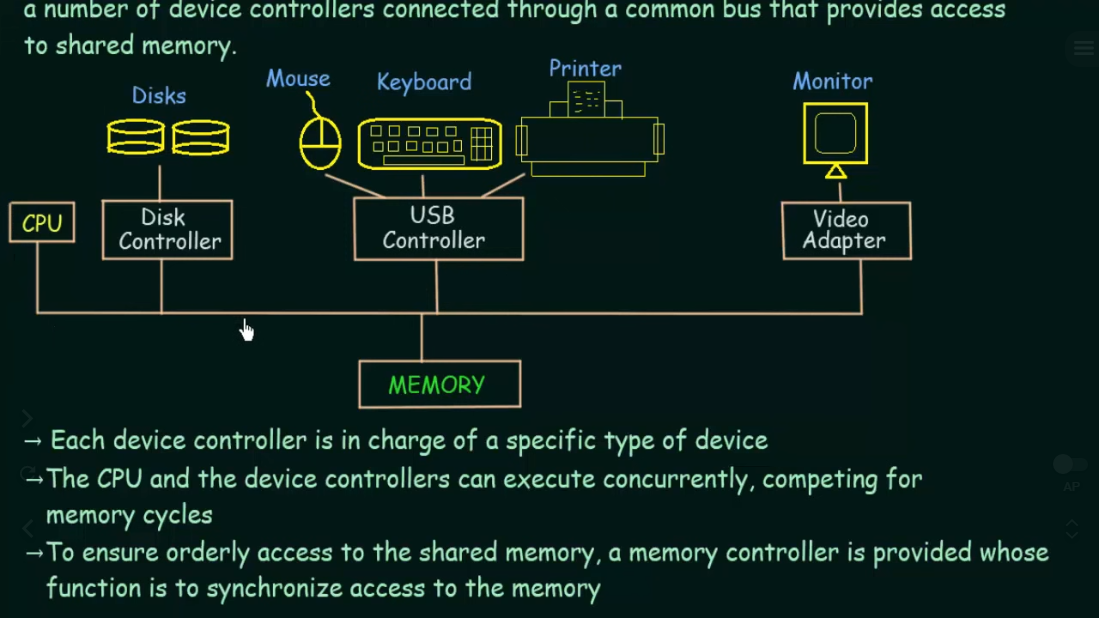 a number of device controllers connected through a common bus that provides access
to shared memory.
Disks
Mouse
Keyboard
Printer
Monitor
CPU
Disk
Controller
USB
Controller
Video
Adapter
MEMORY
→ Each device controller is in charge of a specific type of device
→The CPU and the device controllers can execute concurrently, competing for
memory cycles
→To ensure orderly access to the shared memory, a memory controller is provided whose
function is to synchronize access to the memory
AP